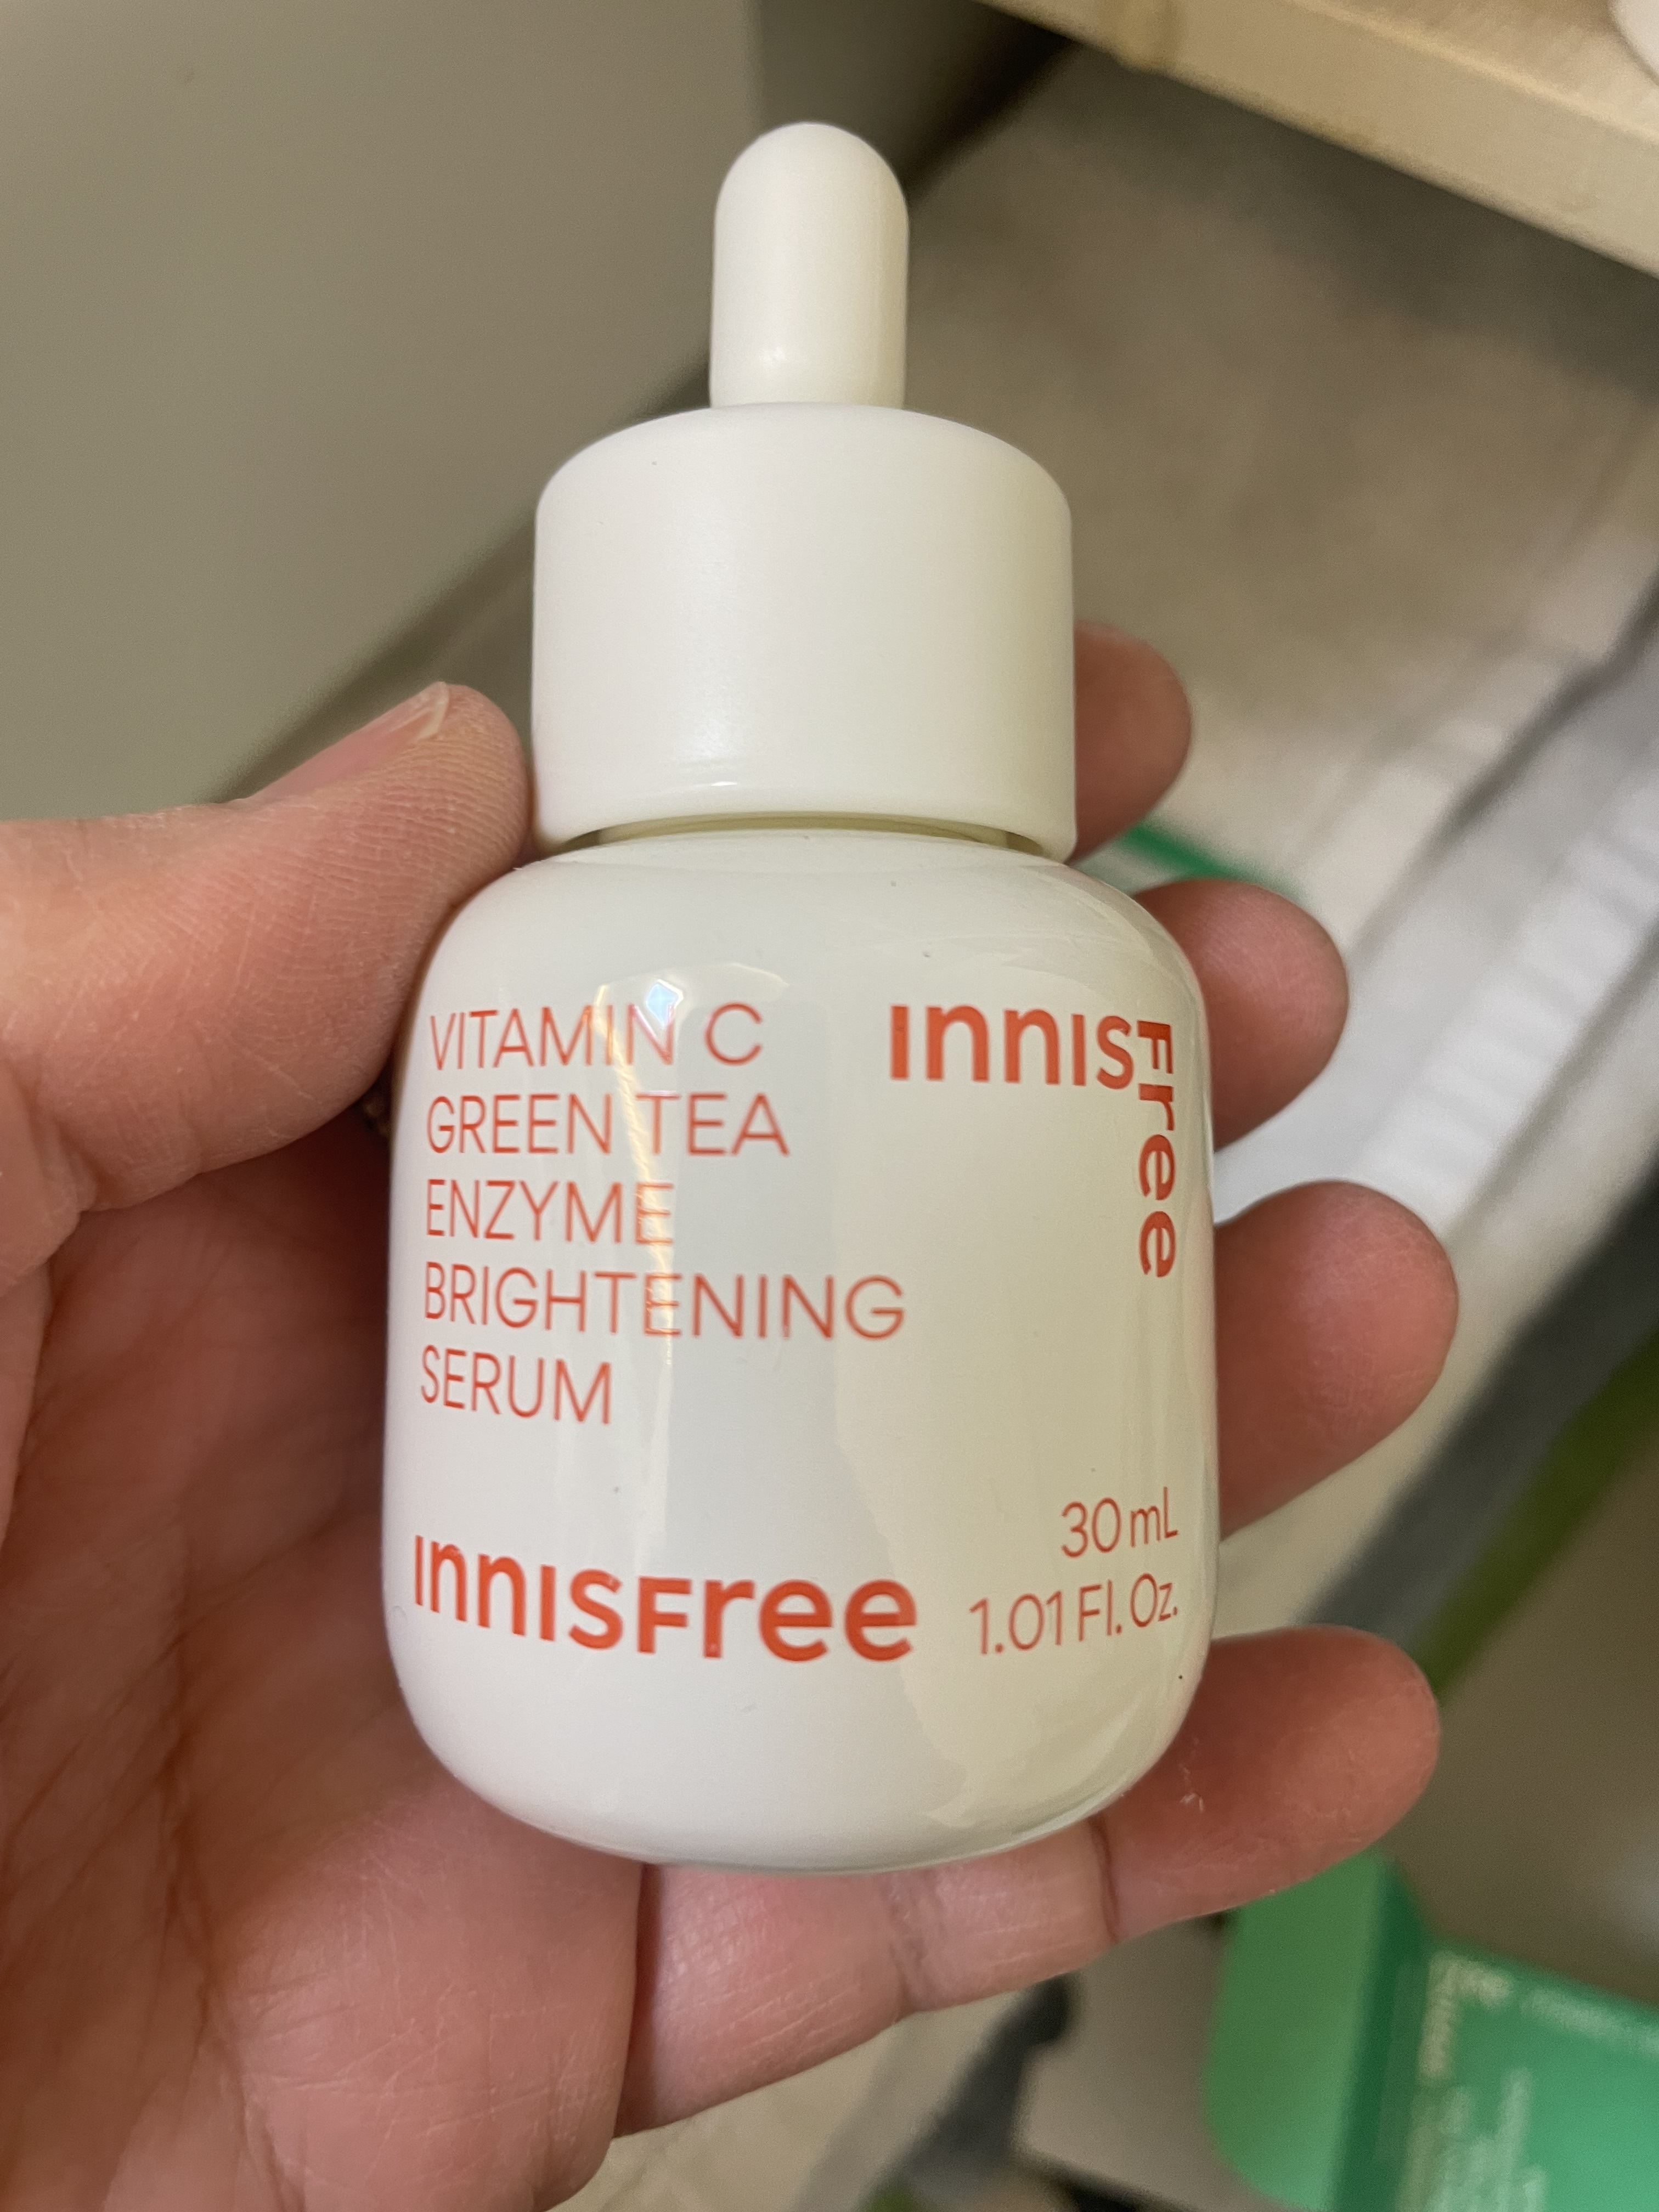 VITAMIN C
GREEN TEA
ENZYME
BRIGHTENING
SERUM
INNISFree
INNISFree
30 mL
1.01 Fl. Oz.